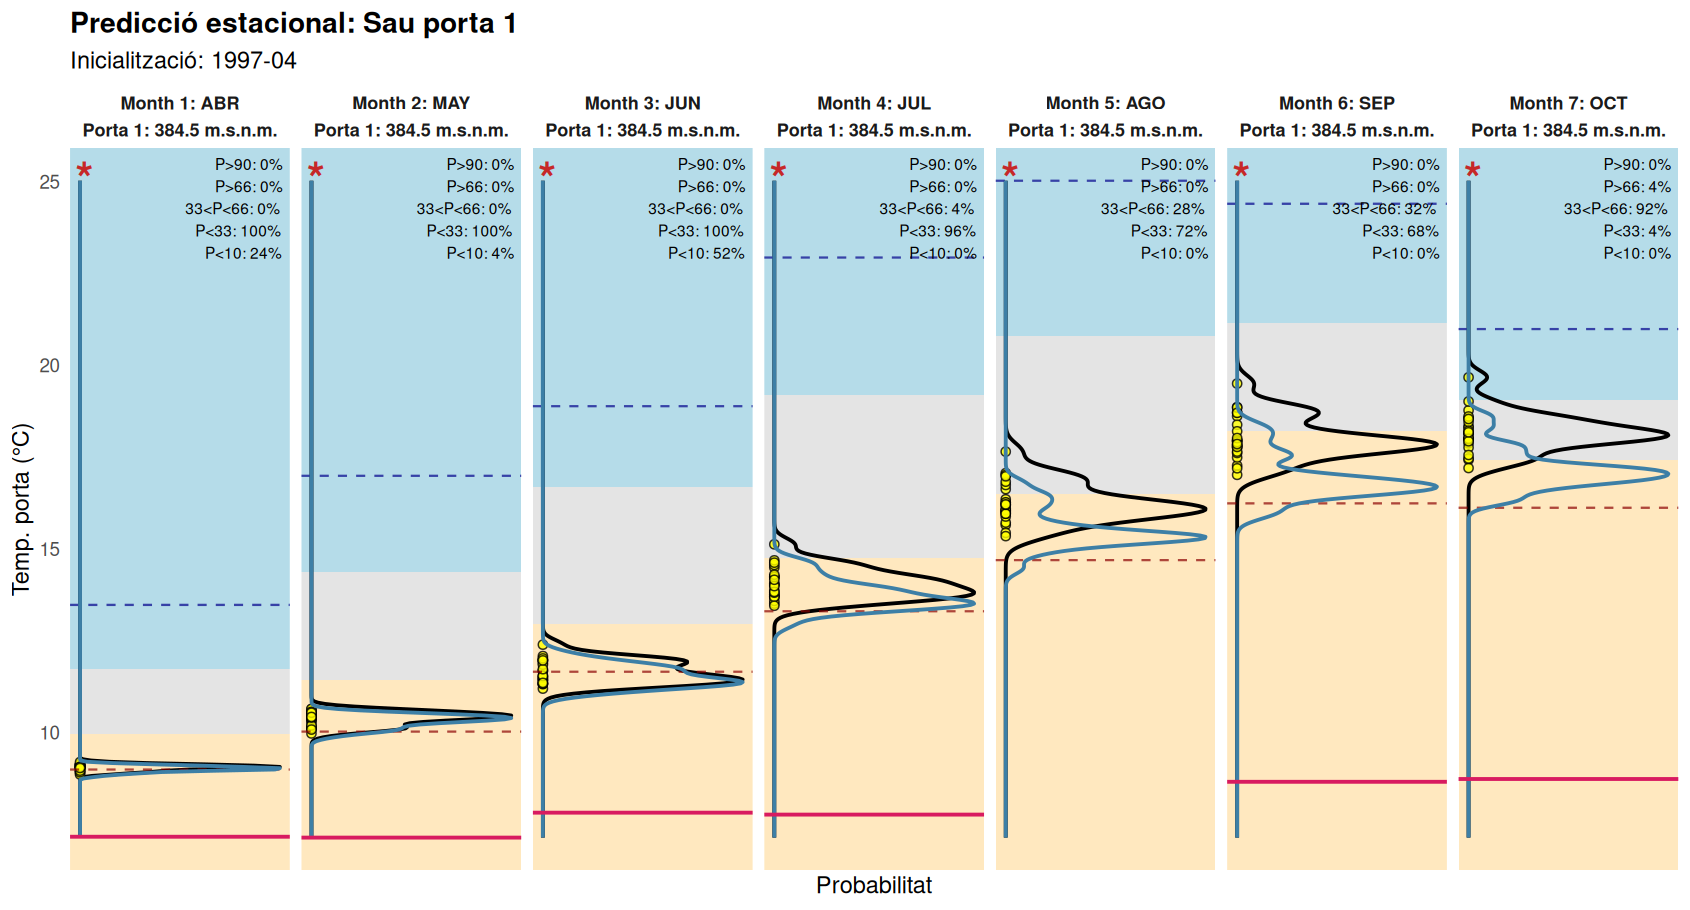 Predicció estacional: Sau porta 1
Inicialització: 1997-04
Month 1: ABR
Porta 1: 384.5 m.s.n.m.
Month 2: MAY
Porta 1: 384.5 m.s.n.m.
Month 3: JUN
Porta 1: 384.5 m.s.n.m.
Month 4: JUL
Porta 1: 384.5 m.s.n.m.
Month 5: AGO
Porta 1: 384.5 m.s.n.m.
Month 6: SEP
Porta 1: 384.5 m.s.n.m.
Month 7: OCT
Porta 1: 384.5 m.s.n.m.
Temp. porta (°C)
25
20
15
10
*
P>90: 0%
P>66: 0%
33<P<66: 0%
P<33: 100%
P<10: 24%
*
P>90: 0%
P>66: 0%
33<P<66: 0%
P<33: 100%
P<10: 4%
*
P>90: 0%
P>66: 0%
33<P<66: 0%
P<33: 100%
P<10: 52%
*
P>90: 0%
P>66: 0%
33<P<66: 4%
P<33: 96%
P<10: 0%
*
P>90: 0%
P>66: 0%
33<P<66: 28%
P<33: 72%
P<10: 0%
*
P>90: 0%
P>66: 0%
33<P<66: 32%
P<33: 68%
P<10: 0%
*
P>90: 0%
P>66: 4%
33<P<66: 92%
P<33: 4%
P<10: 0%
Probabilitat